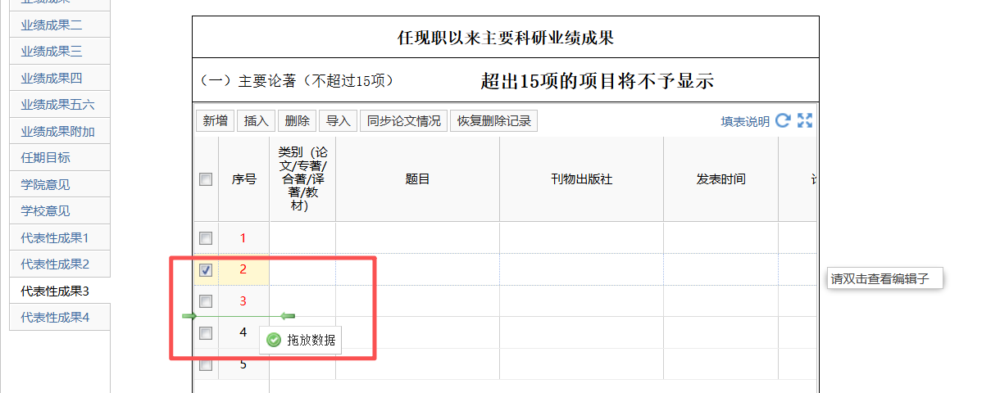 业绩成果二
业绩成果三
业绩成果四
业绩成果五六
业绩成果附加
任期目标
学院意见
学校意见
代表性成果1
代表性成果2
代表性成果3
代表性成果4
任现职以来主要科研业绩成果
（一）主要论著（不超过15项） 超出15项的项目将不予显示
新增 插入 删除 导入 同步论文情况 恢复删除记录 填表说明
序号 类别（论文/专著/合著/译著/教材） 题目 刊物出版社 发表时间
1
2
3
4
拖放数据
5
请双击查看编辑子